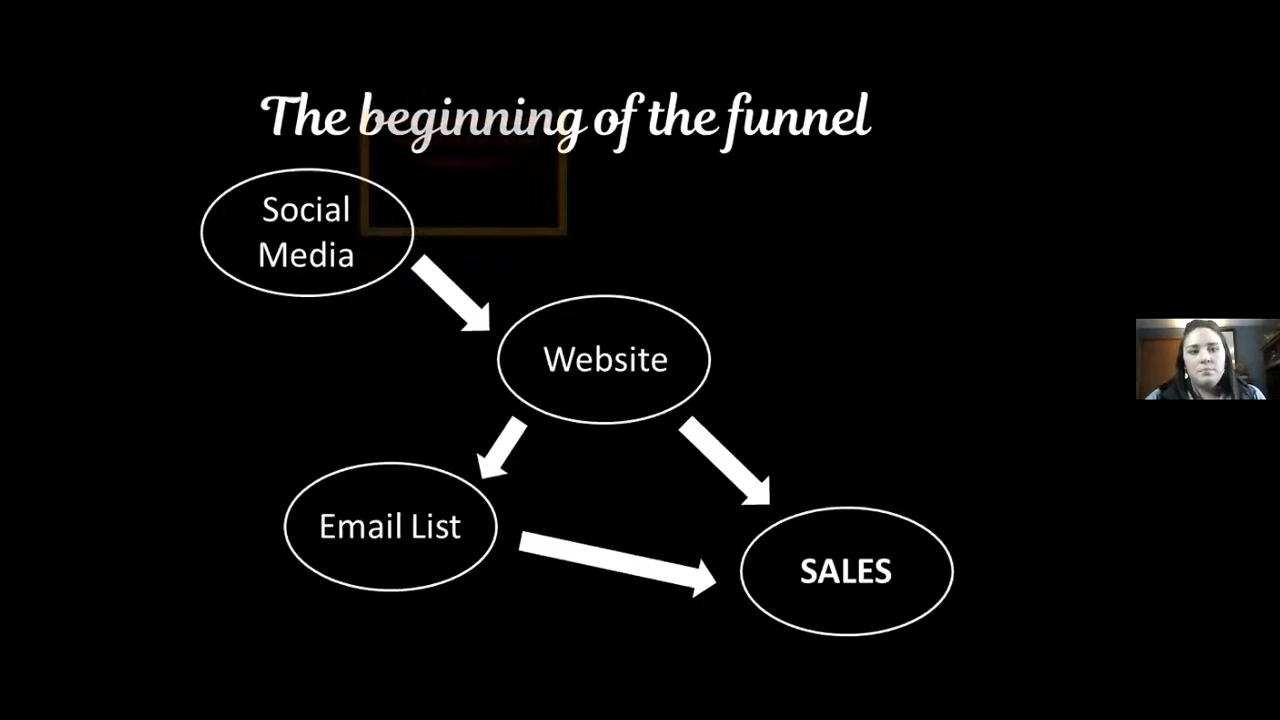 The beginning of the funnel
Social
Media
Website
Email List
SALES